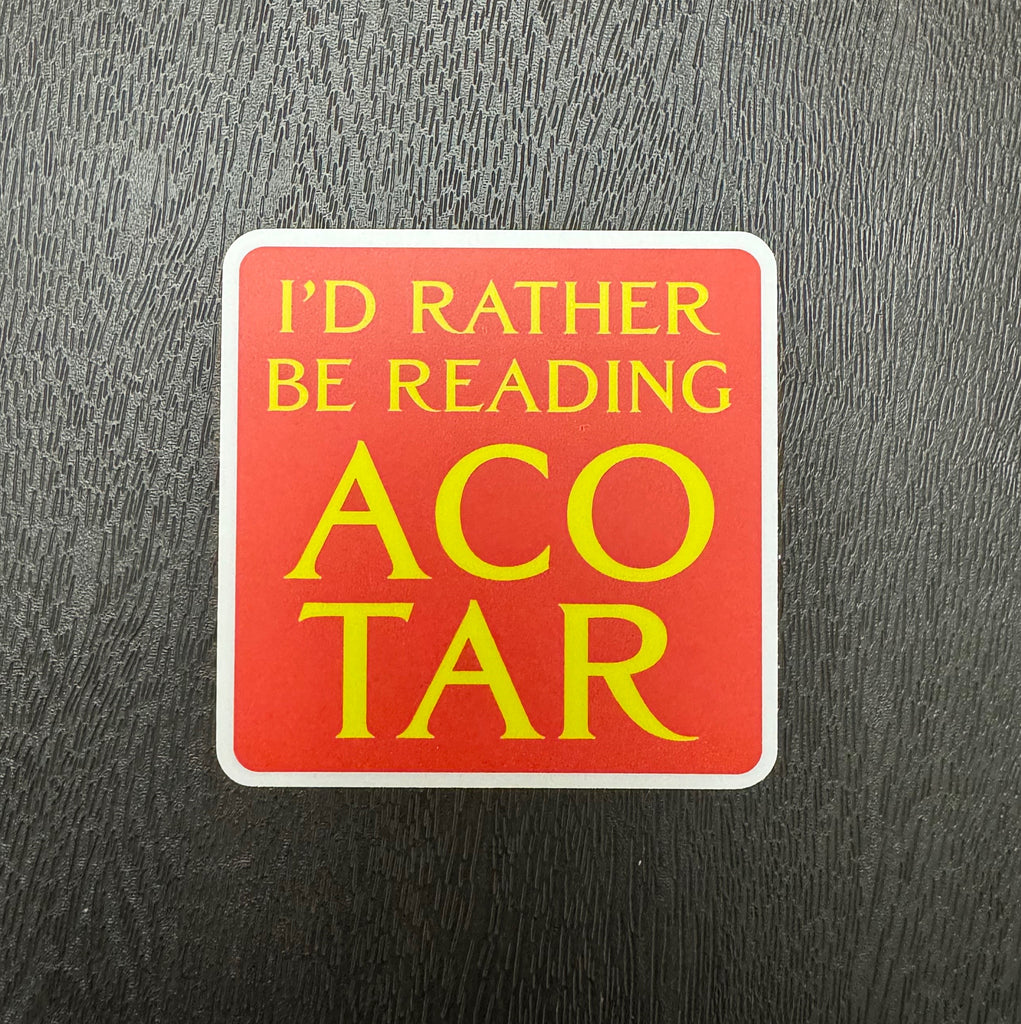 I'D RATHER
BE READING
ACO
TAR